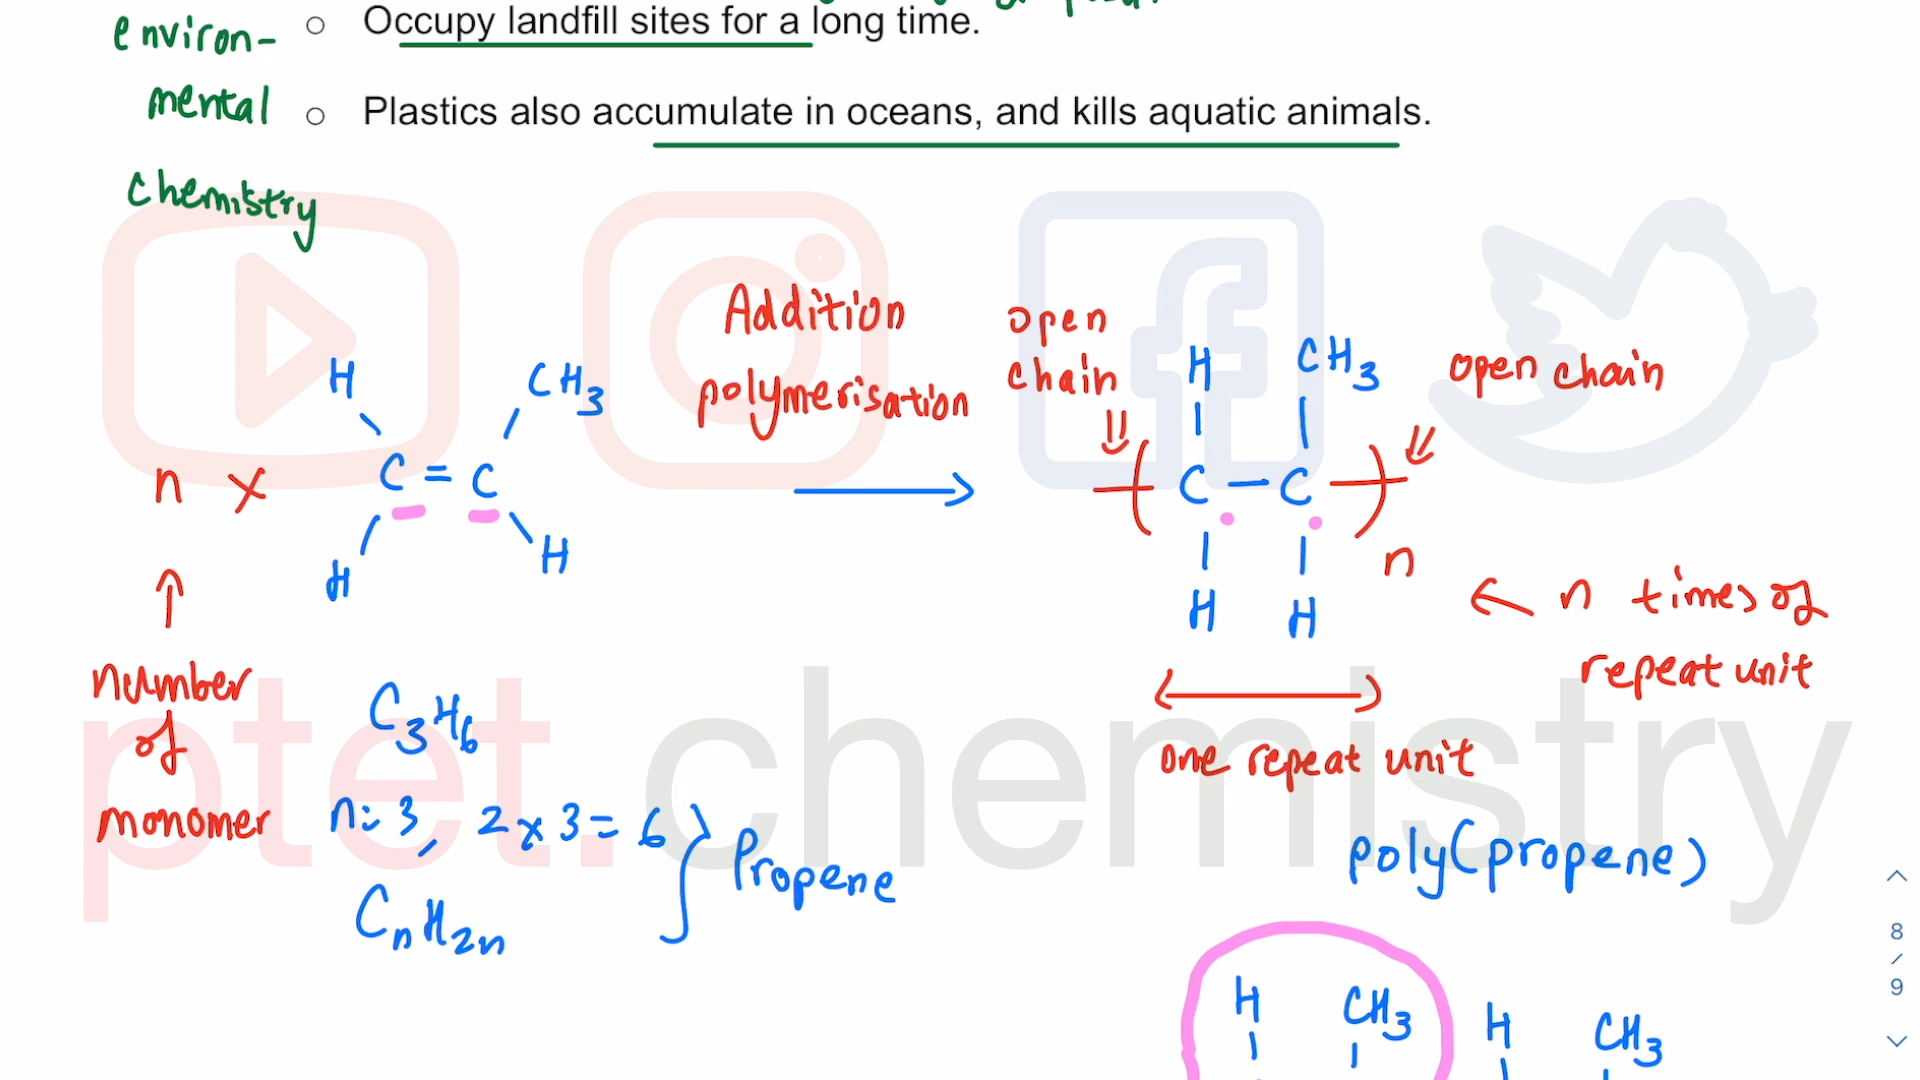 environ-
mental
chemistry
○ Occupy landfill sites for a long time.
○ Plastics also accumulate in oceans, and kills aquatic animals.
n ×
H CH3
C = C
H H
Addition
polymerisation
open
chain
open chain
H CH3
( C — C )
n
H H
← n times of
repeat unit
one repeat unit
poly(propene)
↑
number
of
monomer
C3H6
n=3, 2 × 3 = 6
CnH2n
} Propene
H CH3
H CH3
ptet.chemistry
8
/
9